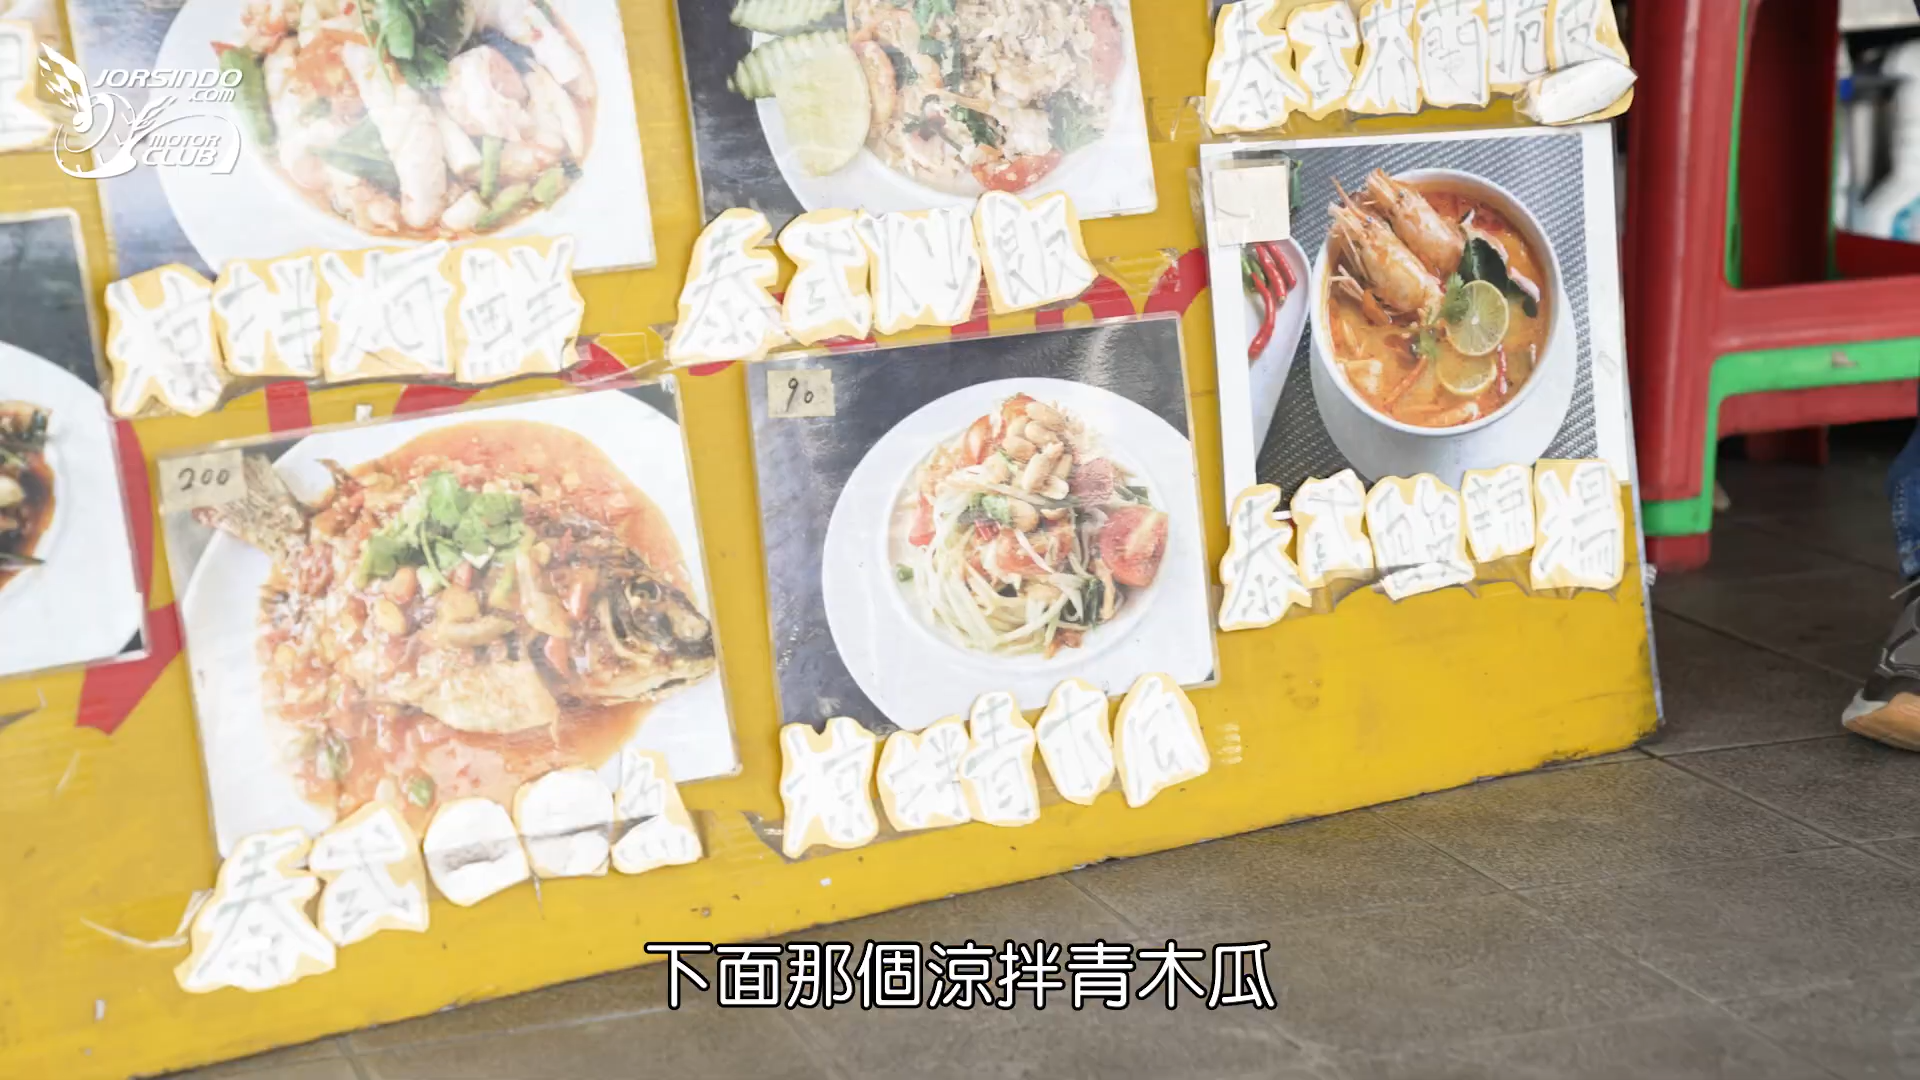 JORSINDO
.com
MOTOR
CLUB
泰式
涼拌海鮮
泰式炒飯
200
90
泰式酸辣湯
涼拌青木瓜
泰式
魚
下面那個涼拌青木瓜